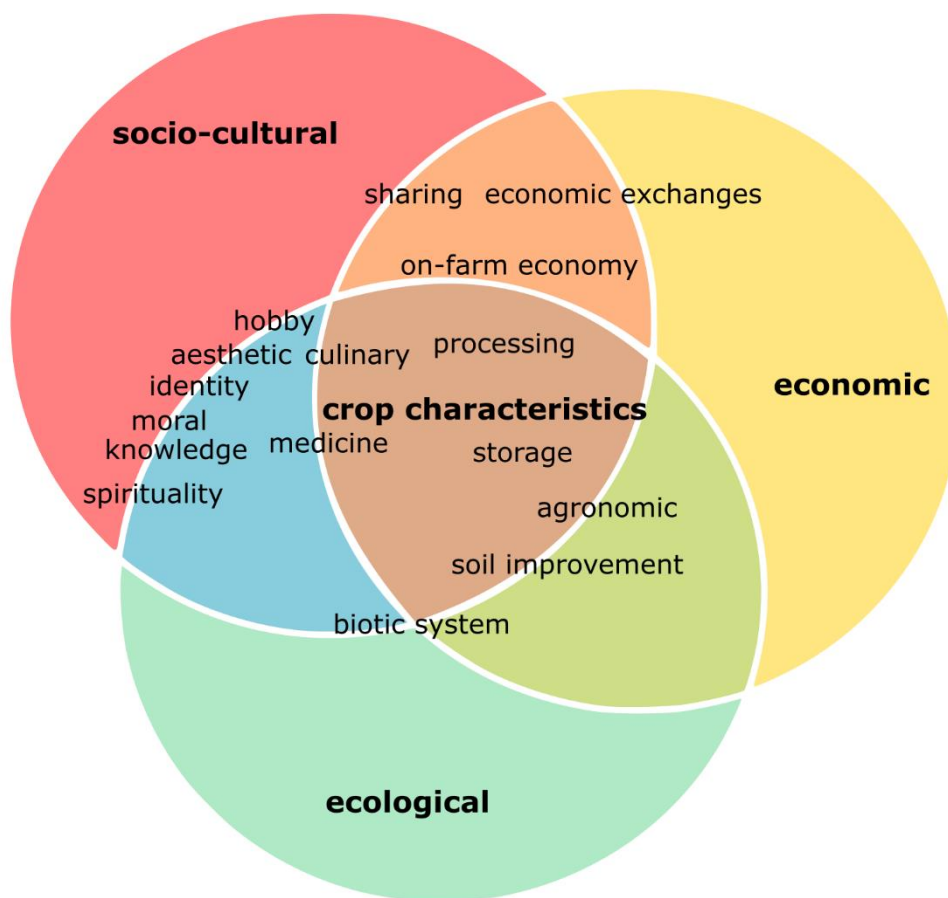 socio-cultural
sharing economic exchanges
on-farm economy
hobby
processing
aesthetic culinary
identity
economic
crop characteristics
moral
medicine
knowledge
storage
spirituality
agronomic
soil improvement
biotic system
ecological